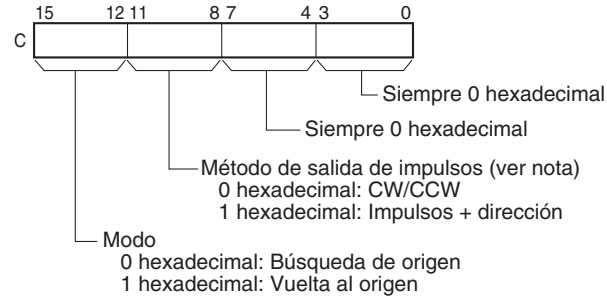 15 12 11 8 7 4 3 0
C
Siempre 0 hexadecimal
Siempre 0 hexadecimal
Método de salida de impulsos (ver nota)
0 hexadecimal: CW/CCW
1 hexadecimal: Impulsos + dirección
Modo
0 hexadecimal: Búsqueda de origen
1 hexadecimal: Vuelta al origen